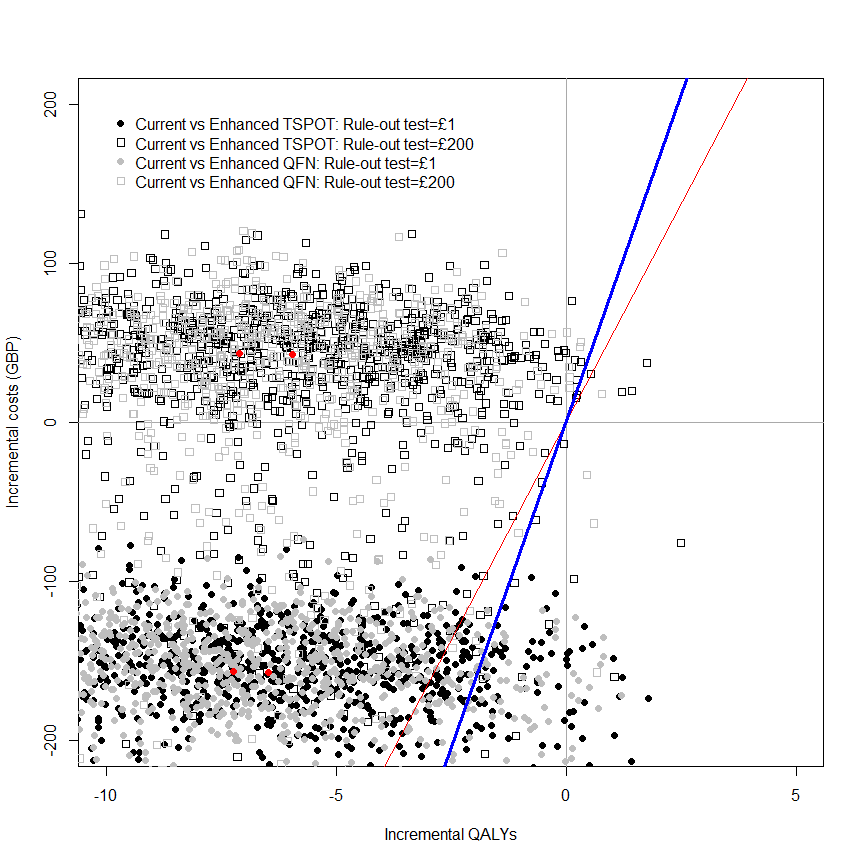 Current vs Enhanced TSPOT: Rule-out test=£1
Current vs Enhanced TSPOT: Rule-out test=£200
Current vs Enhanced QFN: Rule-out test=£1
Current vs Enhanced QFN: Rule-out test=£200
200
100
0
-100
-200
Incremental costs (GBP)
-10 -5 0 5
Incremental QALYs